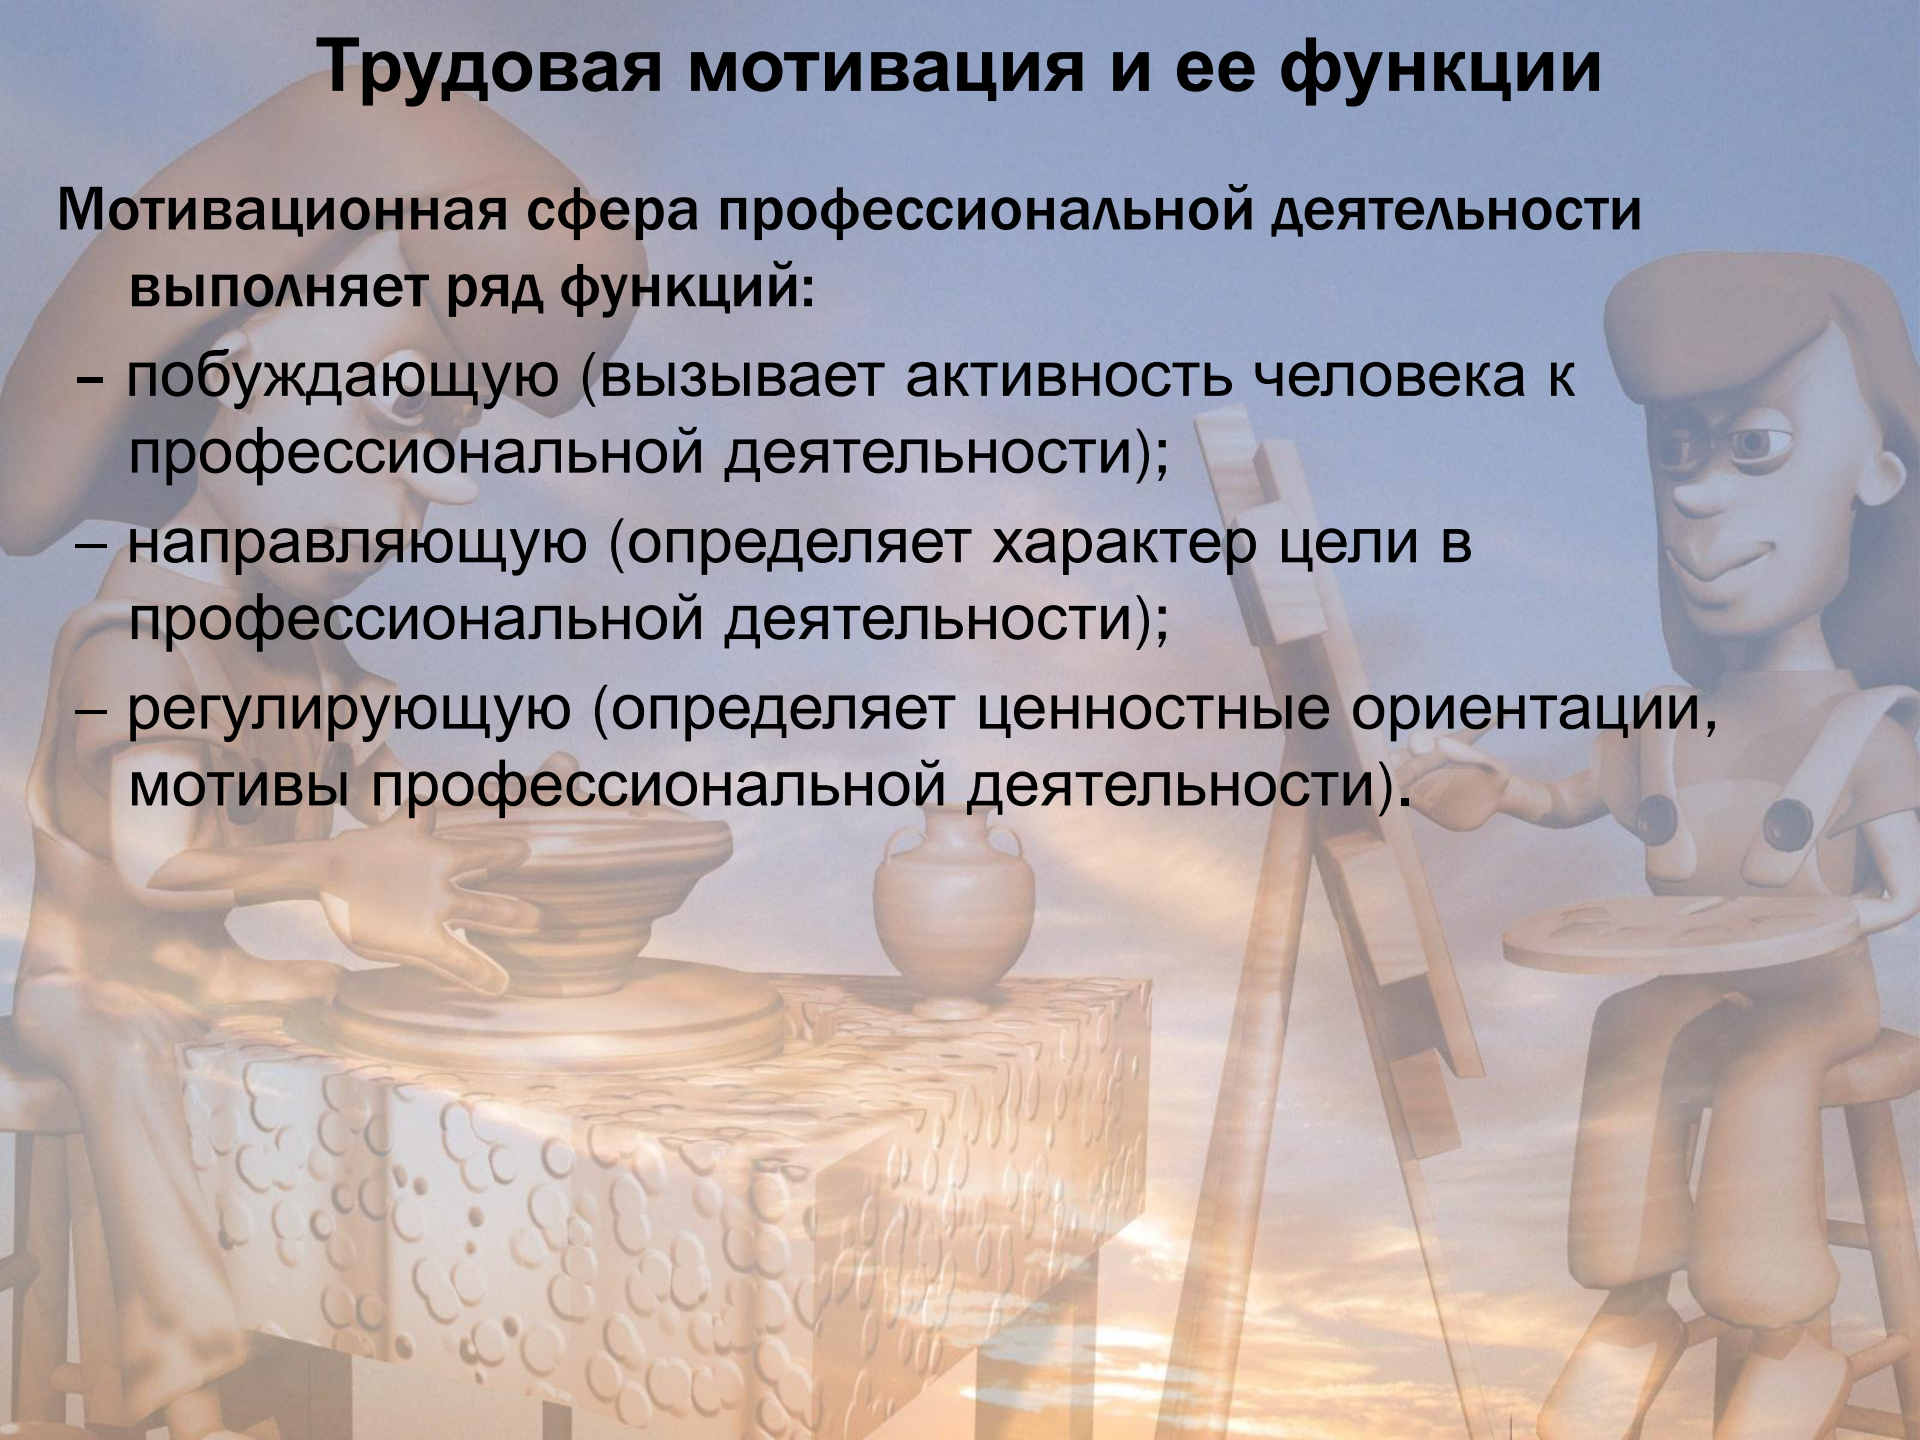 Трудовая мотивация и ее функции
Мотивационная сфера профессиональной деятельности
выполняет ряд функций:
– побуждающую (вызывает активность человека к
профессиональной деятельности);
– направляющую (определяет характер цели в
профессиональной деятельности);
– регулирующую (определяет ценностные ориентации,
мотивы профессиональной деятельности).